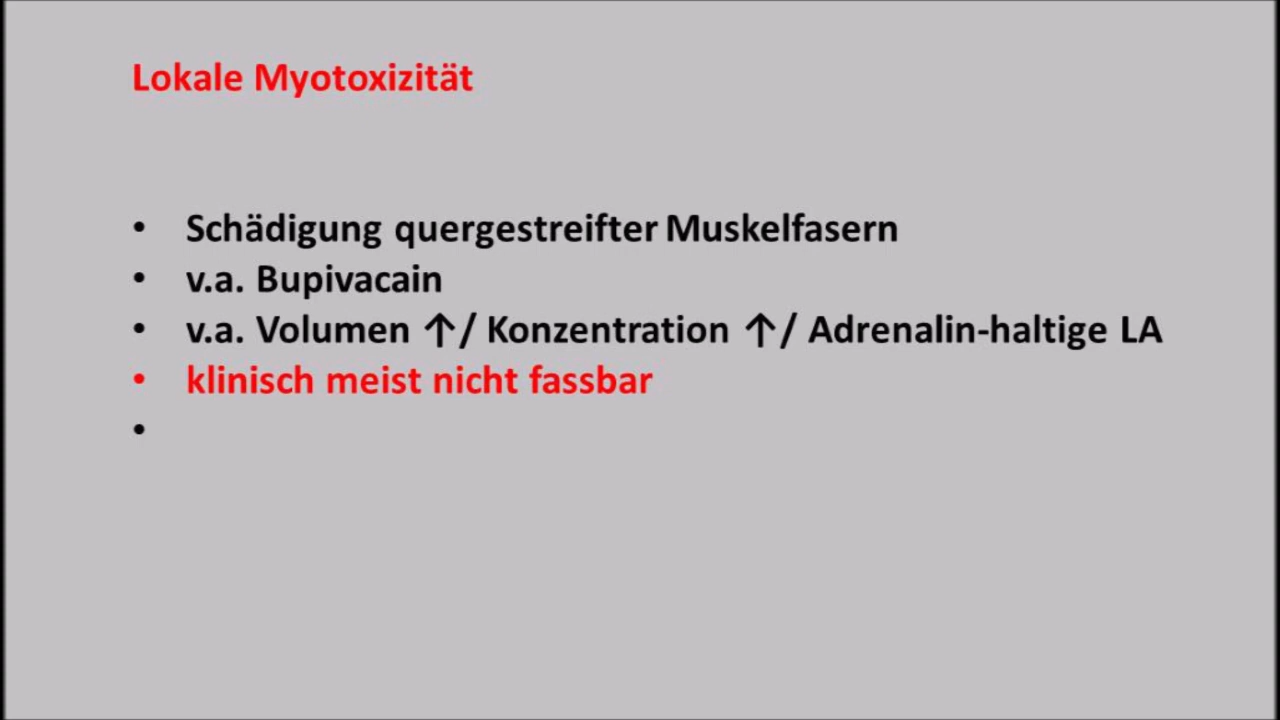 Lokale Myotoxizität
• Schädigung quergestreifter Muskelfasern
• v.a. Bupivacain
• v.a. Volumen ↑/ Konzentration ↑/ Adrenalin-haltige LA
• klinisch meist nicht fassbar
•